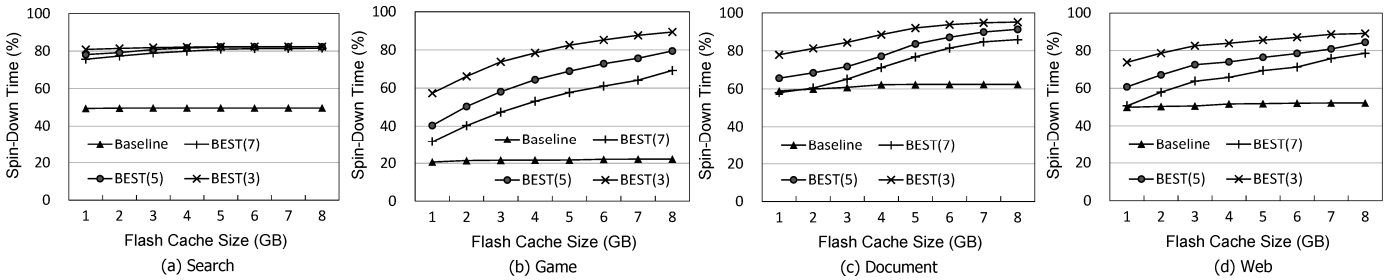 Spin-Down Time (%)
100
80
60
40
20
0
Baseline
BEST(7)
BEST(5)
BEST(3)
1 2 3 4 5 6 7 8
Flash Cache Size (GB)
(a) Search
Spin-Down Time (%)
100
80
60
40
20
0
Baseline
BEST(7)
BEST(5)
BEST(3)
1 2 3 4 5 6 7 8
Flash Cache Size (GB)
(b) Game
Spin-Down Time (%)
100
80
60
40
20
0
Baseline
BEST(7)
BEST(5)
BEST(3)
1 2 3 4 5 6 7 8
Flash Cache Size (GB)
(c) Document
Spin-Down Time (%)
100
80
60
40
20
0
Baseline
BEST(7)
BEST(5)
BEST(3)
1 2 3 4 5 6 7 8
Flash Cache Size (GB)
(d) Web